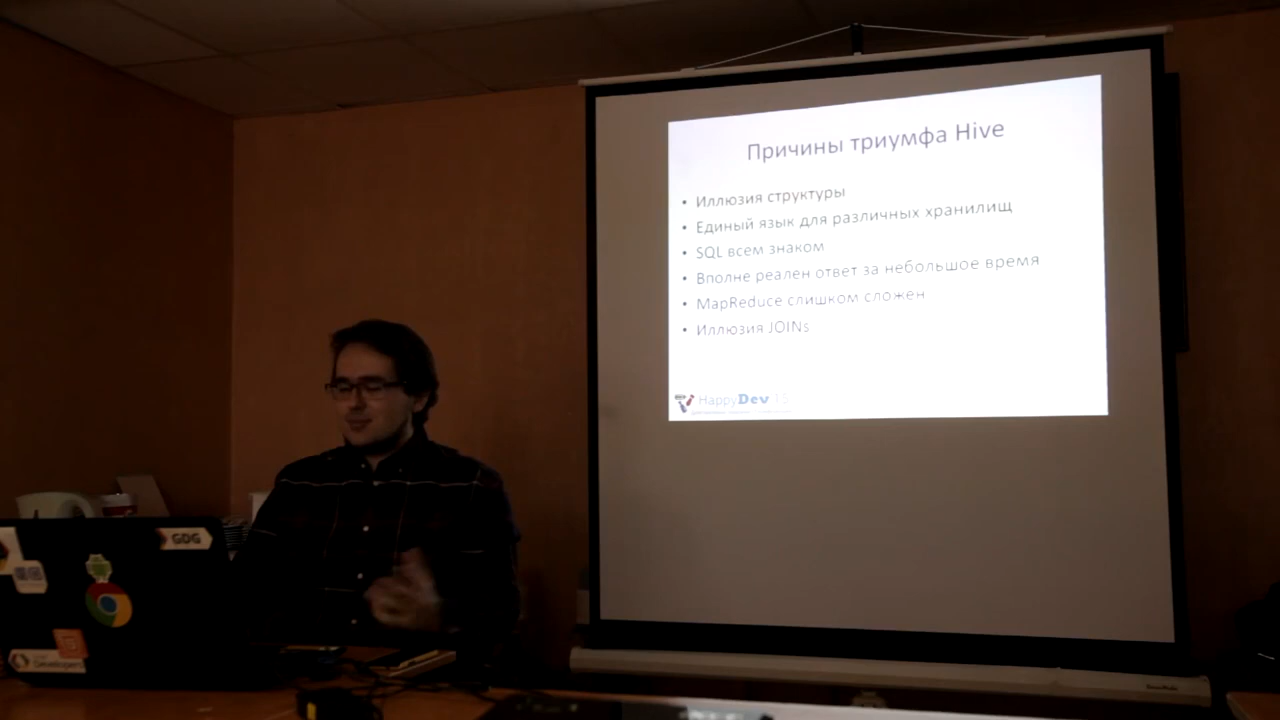 Причины триумфа Hive
• Иллюзия структуры
• Единый язык для различных хранилищ
• SQL всем знаком
• Вполне реален ответ за небольшое время
• MapReduce слишком сложен
• Иллюзия JOINs
HappyDev'15
GDG
Developers